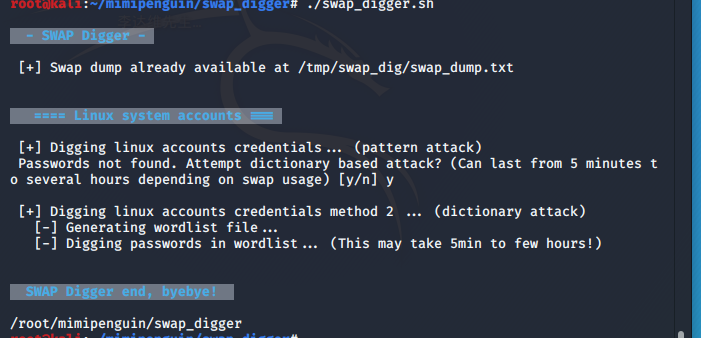 root@kali:~/mimipenguin/swap_digger# ./swap_digger.sh
- SWAP Digger -
[+] Swap dump already available at /tmp/swap_dig/swap_dump.txt
==== Linux system accounts ====
[+] Digging linux accounts credentials... (pattern attack)
Passwords not found. Attempt dictionary based attack? (Can last from 5 minutes t
o several hours depending on swap usage) [y/n] y
[+] Digging linux accounts credentials method 2 ... (dictionary attack)
[-] Generating wordlist file...
[-] Digging passwords in wordlist... (This may take 5min to few hours!)
SWAP Digger end, byebye!
/root/mimipenguin/swap_digger
root@kali:~/mimipenguin/swap_digger#